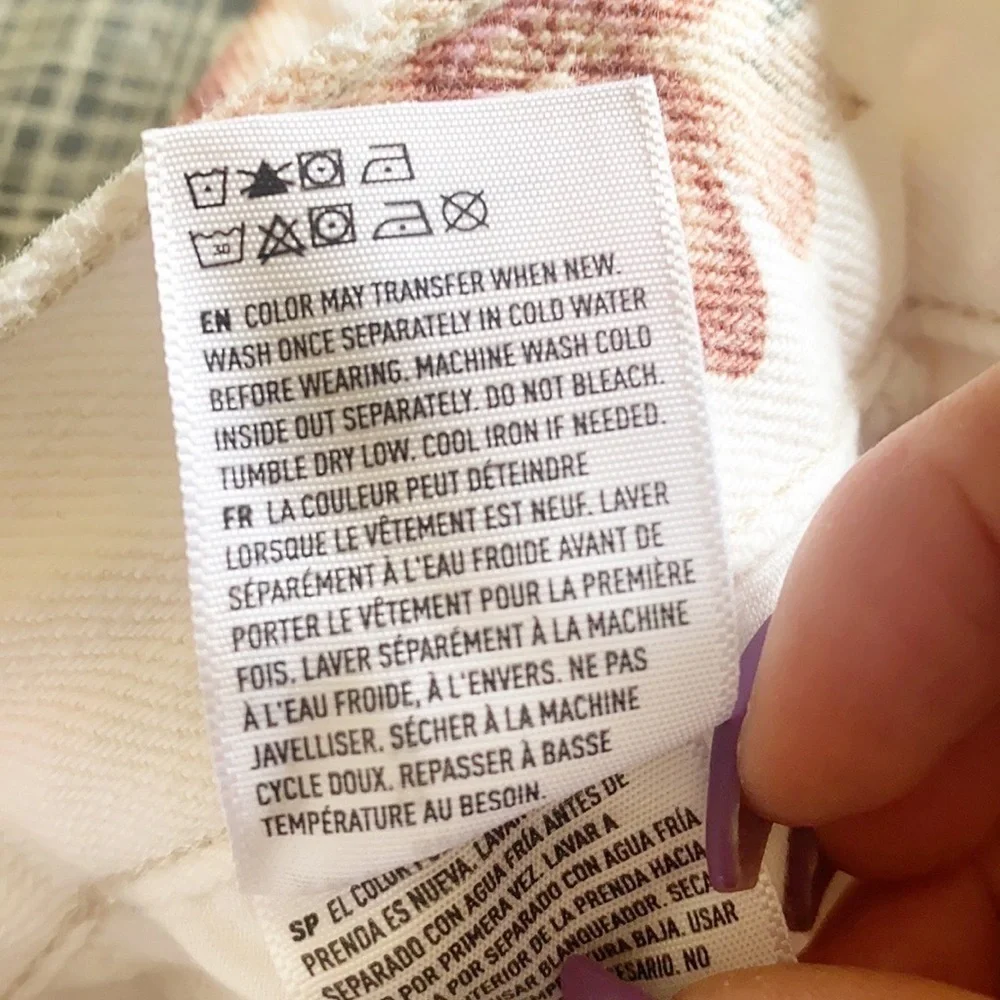 30
EN COLOR MAY TRANSFER WHEN NEW.
WASH ONCE SEPARATELY IN COLD WATER
BEFORE WEARING. MACHINE WASH COLD
INSIDE OUT SEPARATELY. DO NOT BLEACH.
TUMBLE DRY LOW. COOL IRON IF NEEDED.
FR LA COULEUR PEUT DÉTEINDRE
LORSQUE LE VÊTEMENT EST NEUF. LAVER
SÉPARÉMENT À L'EAU FROIDE AVANT DE
PORTER LE VÊTEMENT POUR LA PREMIÈRE
FOIS. LAVER SÉPARÉMENT À LA MACHINE
À L'EAU FROIDE, À L'ENVERS. NE PAS
JAVELLISER. SÉCHER À LA MACHINE
CYCLE DOUX. REPASSER À BASSE
TEMPÉRATURE AU BESOIN.
SP EL COLOR
PRENDA ES NUEVA. LAVAR
SEPARADO CON AGUA FRÍA ANTES DE
POR PRIMERA VEZ. LAVAR A
POR SEPARADO CON AGUA FRÍA
DE LA PRENDA HACIA
BLANQUEADOR. SECA
BAJA. USAR
NO